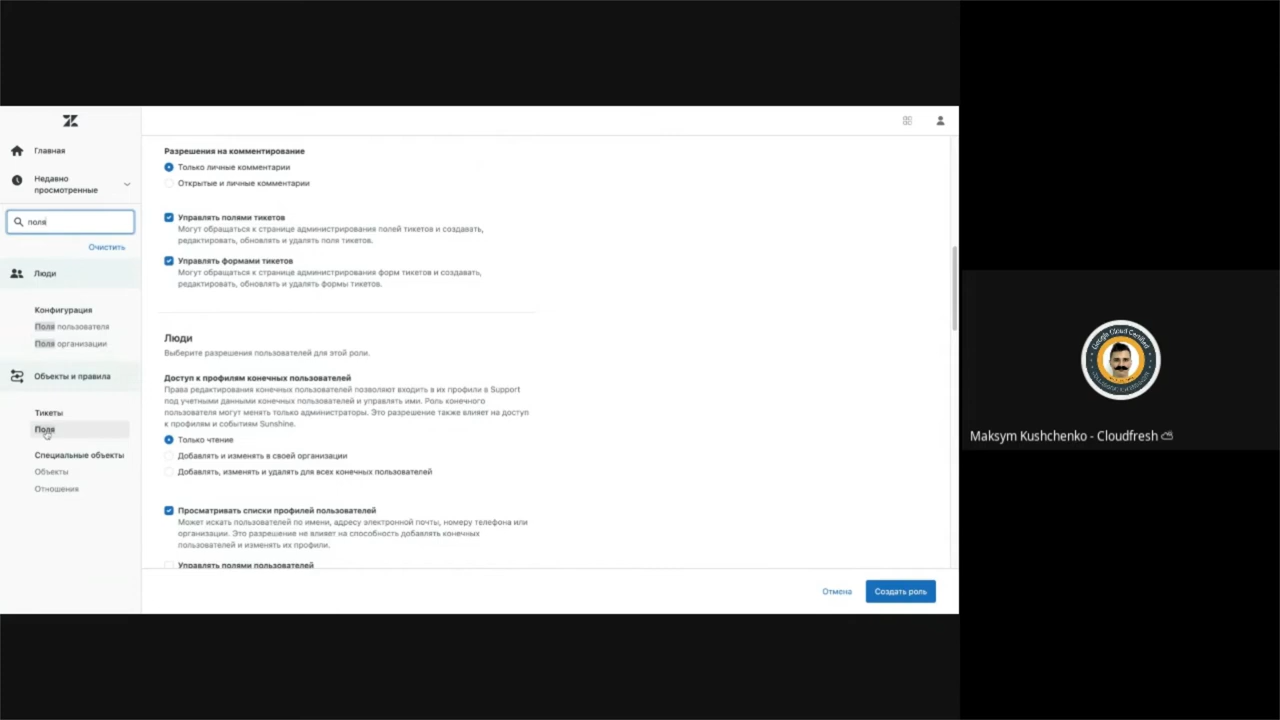 Главная
Недавно
просмотренные
поля
Очистить
Люди
Конфигурация
Поля пользователя
Поля организации
Объекты и правила
Тикеты
Поля
Специальные объекты
Объекты
Отношения
Разрешения на комментирование
Только личные комментарии
Открытые и личные комментарии
Управлять полями тикетов
Могут обращаться к странице администрирования полей тикетов и создавать,
редактировать, обновлять и удалять поля тикетов.
Управлять формами тикетов
Могут обращаться к странице администрирования форм тикетов и создавать,
редактировать, обновлять и удалять формы тикетов.
Люди
Выберите разрешения пользователей для этой роли.
Доступ к профилям конечных пользователей
Права редактирования конечных пользователей позволяют входить в их профили в Support
под учетными данными конечных пользователей и управлять ими. Роль конечного
пользователя могут менять только администраторы. Это разрешение также влияет на доступ
к профилям и событиям Sunshine.
Только чтение
Добавлять и изменять в своей организации
Добавлять, изменять и удалять для всех конечных пользователей
Просматривать списки профилей пользователей
Может искать пользователей по имени, адресу электронной почты, номеру телефона или
организации. Это разрешение не влияет на способность добавлять конечных
пользователей и изменять их профили.
Управлять полями пользователей
Отмена
Создать роль
Google Cloud Certified
Maksym Kushchenko - Cloudfresh